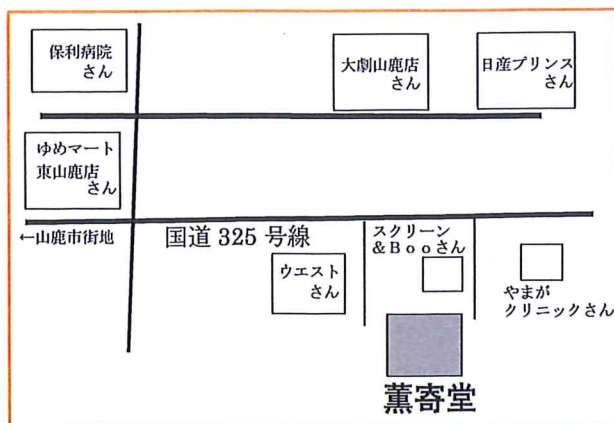 保利病院
さん
大劇山鹿店
さん
日産プリンス
さん
ゆめマート
東山鹿店
さん
←山鹿市街地
国道 325 号線
スクリーン
＆Ｂｏｏさん
ウエスト
さん
やまが
クリニックさん
薫寄堂